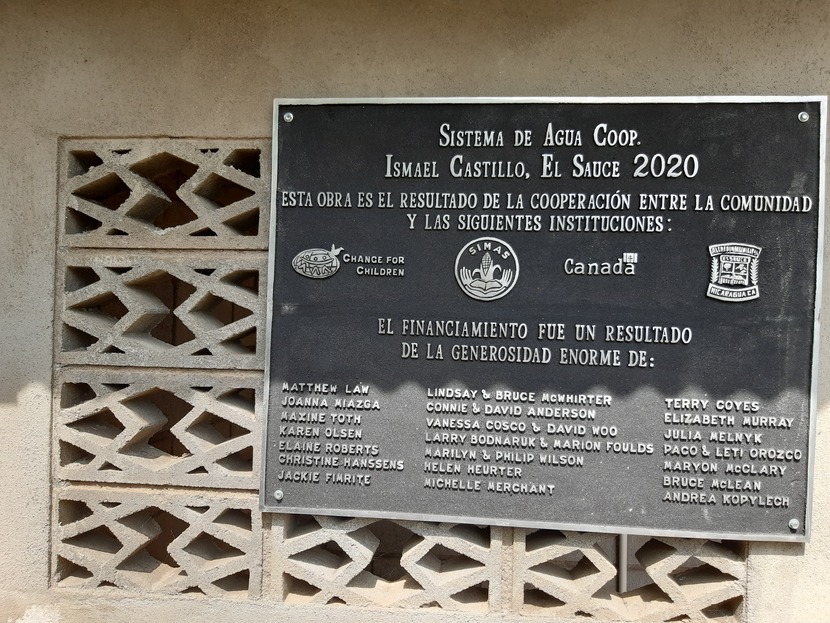 SISTEMA DE AGUA COOP.
ISMAEL CASTILLO, EL SAUCE 2020
ESTA OBRA ES EL RESULTADO DE LA COOPERACIÓN ENTRE LA COMUNIDAD
Y LAS SIGUIENTES INSTITUCIONES:
CHANGE FOR
CHILDREN
SIMAS
Canada
EL SAUCE
NICARAGUA C.A
EL FINANCIAMIENTO FUE UN RESULTADO
DE LA GENEROSIDAD ENORME DE:
MATTHEW LAW
JOANNA MIAZGA
MAXINE TOTH
KAREN OLSEN
ELAINE ROBERTS
CHRISTINE HANSSENS
JACKIE FIMRITE
LINDSAY & BRUCE MCWHIRTER
CONNIE & DAVID ANDERSON
VANESSA COSCO & DAVID WOO
LARRY BODNARUK & MARION FOULDS
MARILYN & PHILIP WILSON
HELEN HEURTER
MICHELLE MERCHANT
TERRY COYES
ELIZABETH MURRAY
JULIA MELNYK
PACO & LETI OROZCO
MARYON MCCLARY
BRUCE MCLEAN
ANDREA KOPYLECH